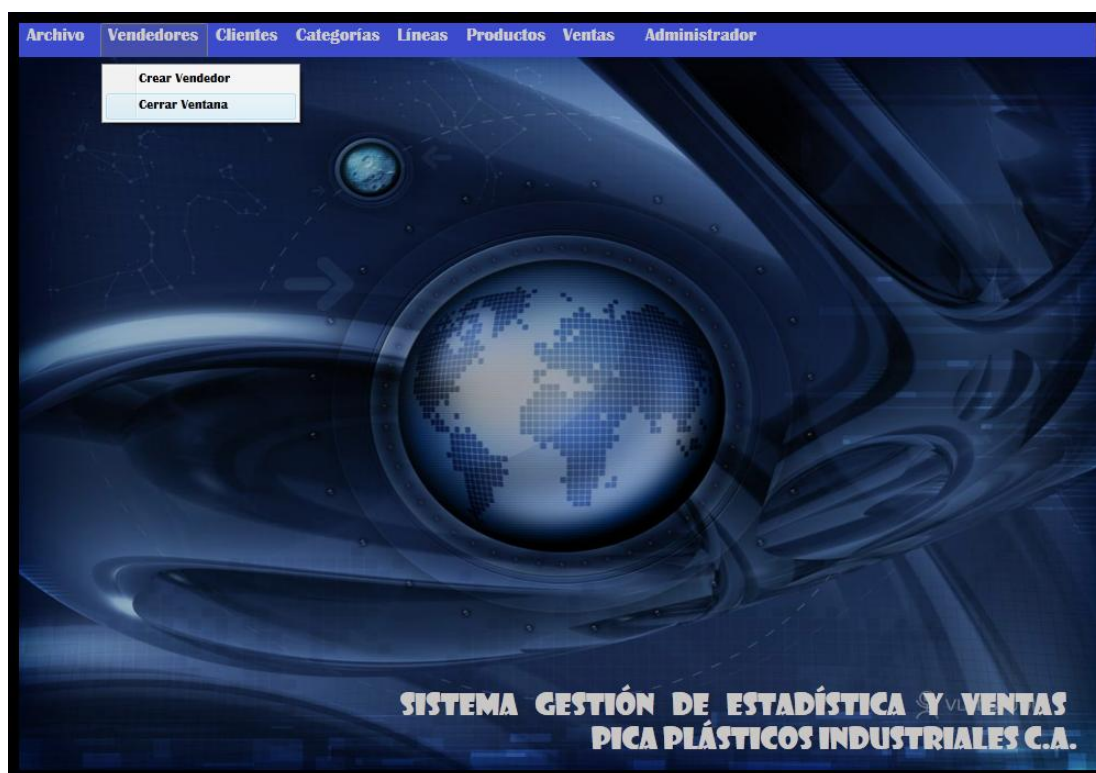 Archivo Vendedores Clientes Categorías Líneas Productos Ventas Administrador
Crear Vendedor
Cerrar Ventana
SISTEMA GESTIÓN DE ESTADÍSTICA Y VENTAS
PICA PLÁSTICOS INDUSTRIALES C.A.